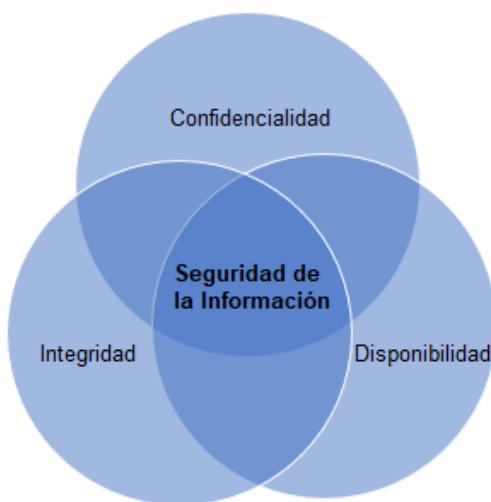 Confidencialidad
Seguridad de
la Información
Integridad
Disponibilidad